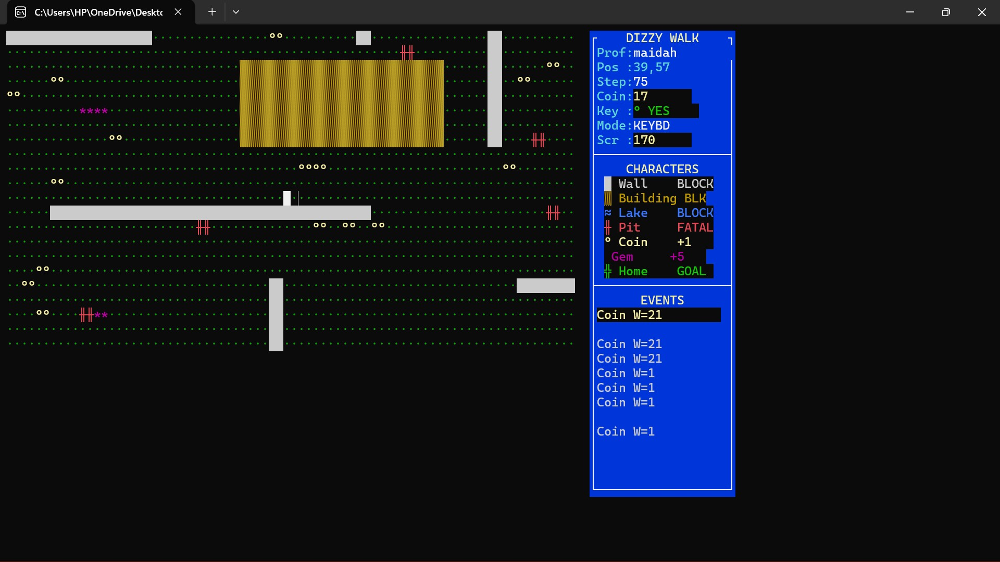 C:\Users\HP\OneDrive\Deskto
DIZZY WALK
Prof:maidah
Pos :39,57
Step:75
Coin:17
Key :° YES
Mode:KEYBD
Scr :170
CHARACTERS
█ Wall BLOCK
▒ Building BLK
≈ Lake BLOCK
╫ Pit FATAL
° Coin +1
Gem +5
╬ Home GOAL
EVENTS
Coin W=21
Coin W=21
Coin W=21
Coin W=1
Coin W=1
Coin W=1
Coin W=1